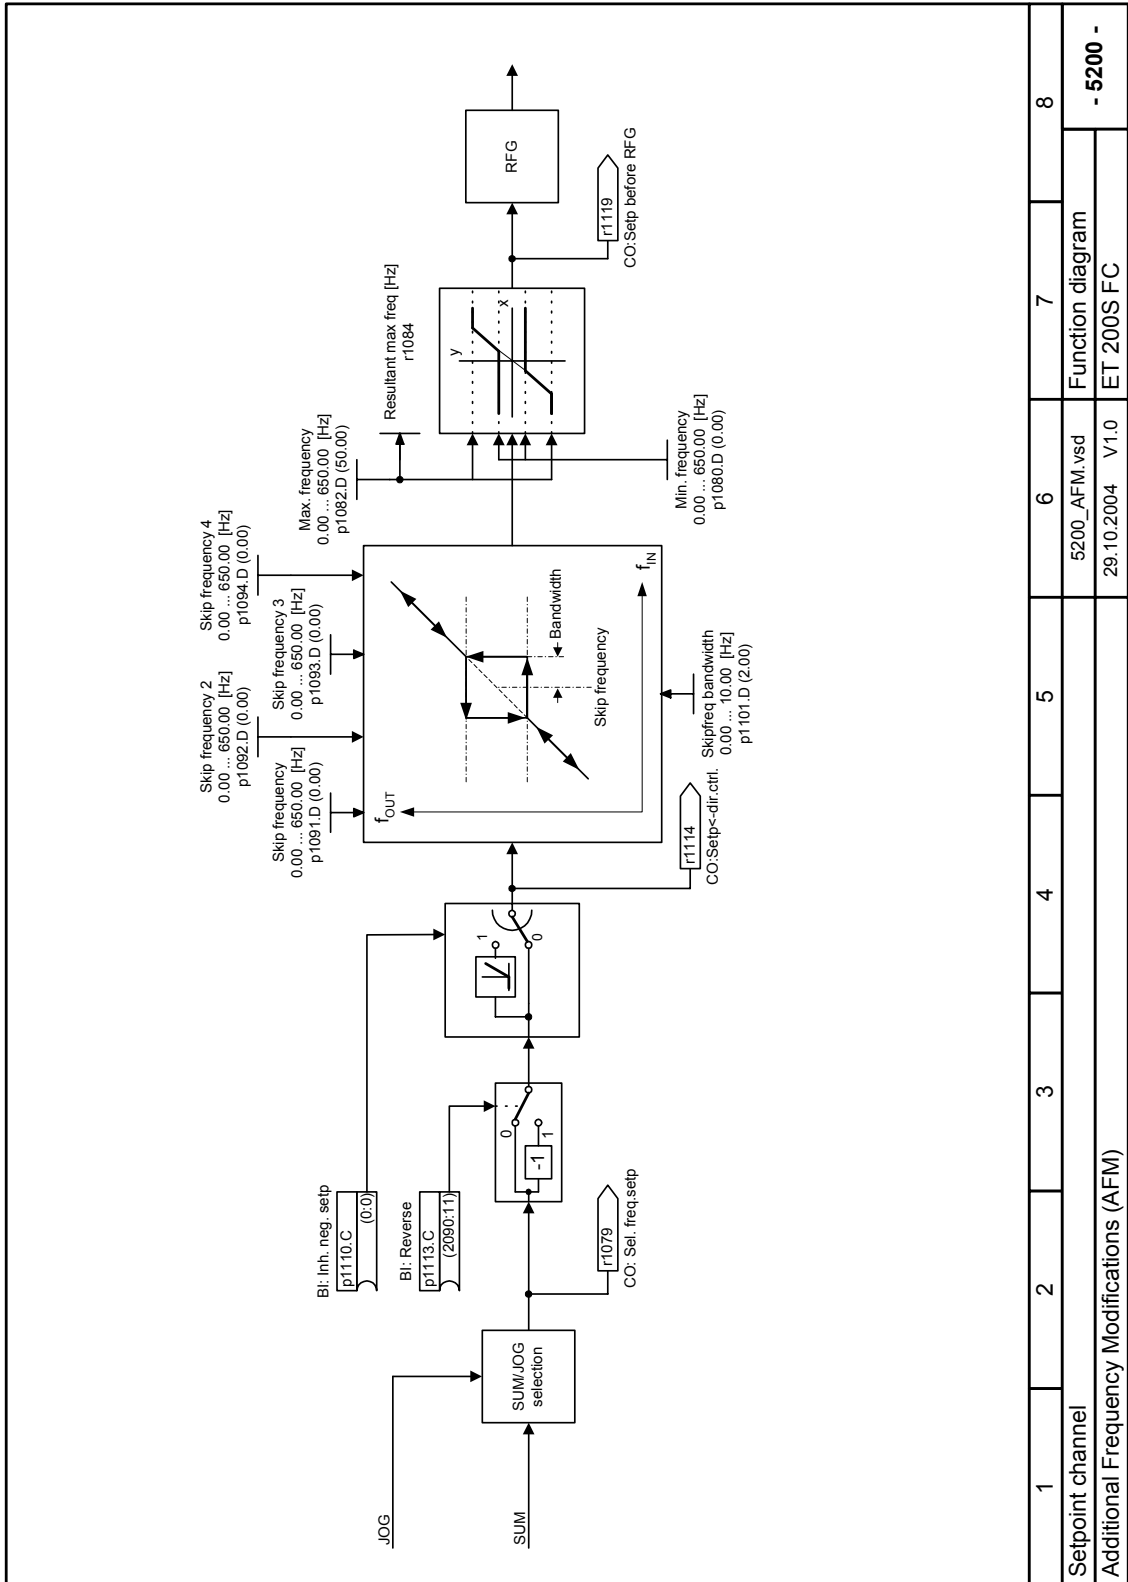 JOG
SUM
SUM/JOG
selection
r1079
CO: Sel. freq.setp
BI: Inh. neg. setp
p1110.C
(0:0)
BI: Reverse
p1113.C
(2090:11)
0
1
-1
1
0
r1114
CO:Setp<-dir.ctrl.
Skip frequency
0.00 ... 650.00 [Hz]
p1091.D (0.00)
Skip frequency 2
0.00 ... 650.00 [Hz]
p1092.D (0.00)
Skip frequency 3
0.00 ... 650.00 [Hz]
p1093.D (0.00)
Skip frequency 4
0.00 ... 650.00 [Hz]
p1094.D (0.00)
fOUT
fIN
Bandwidth
Skip frequency
Skipfreq bandwidth
0.00 ... 10.00 [Hz]
p1101.D (2.00)
Max. frequency
0.00 ... 650.00 [Hz]
p1082.D (50.00)
Resultant max freq [Hz]
r1084
y
x
Min. frequency
0.00 ... 650.00 [Hz]
p1080.D (0.00)
r1119
CO:Setp before RFG
RFG
1 2 3 4 5 6 7 8
Setpoint channel
5200_AFM.vsd
Function diagram
- 5200 -
Additional Frequency Modifications (AFM)
29.10.2004 V1.0
ET 200S FC